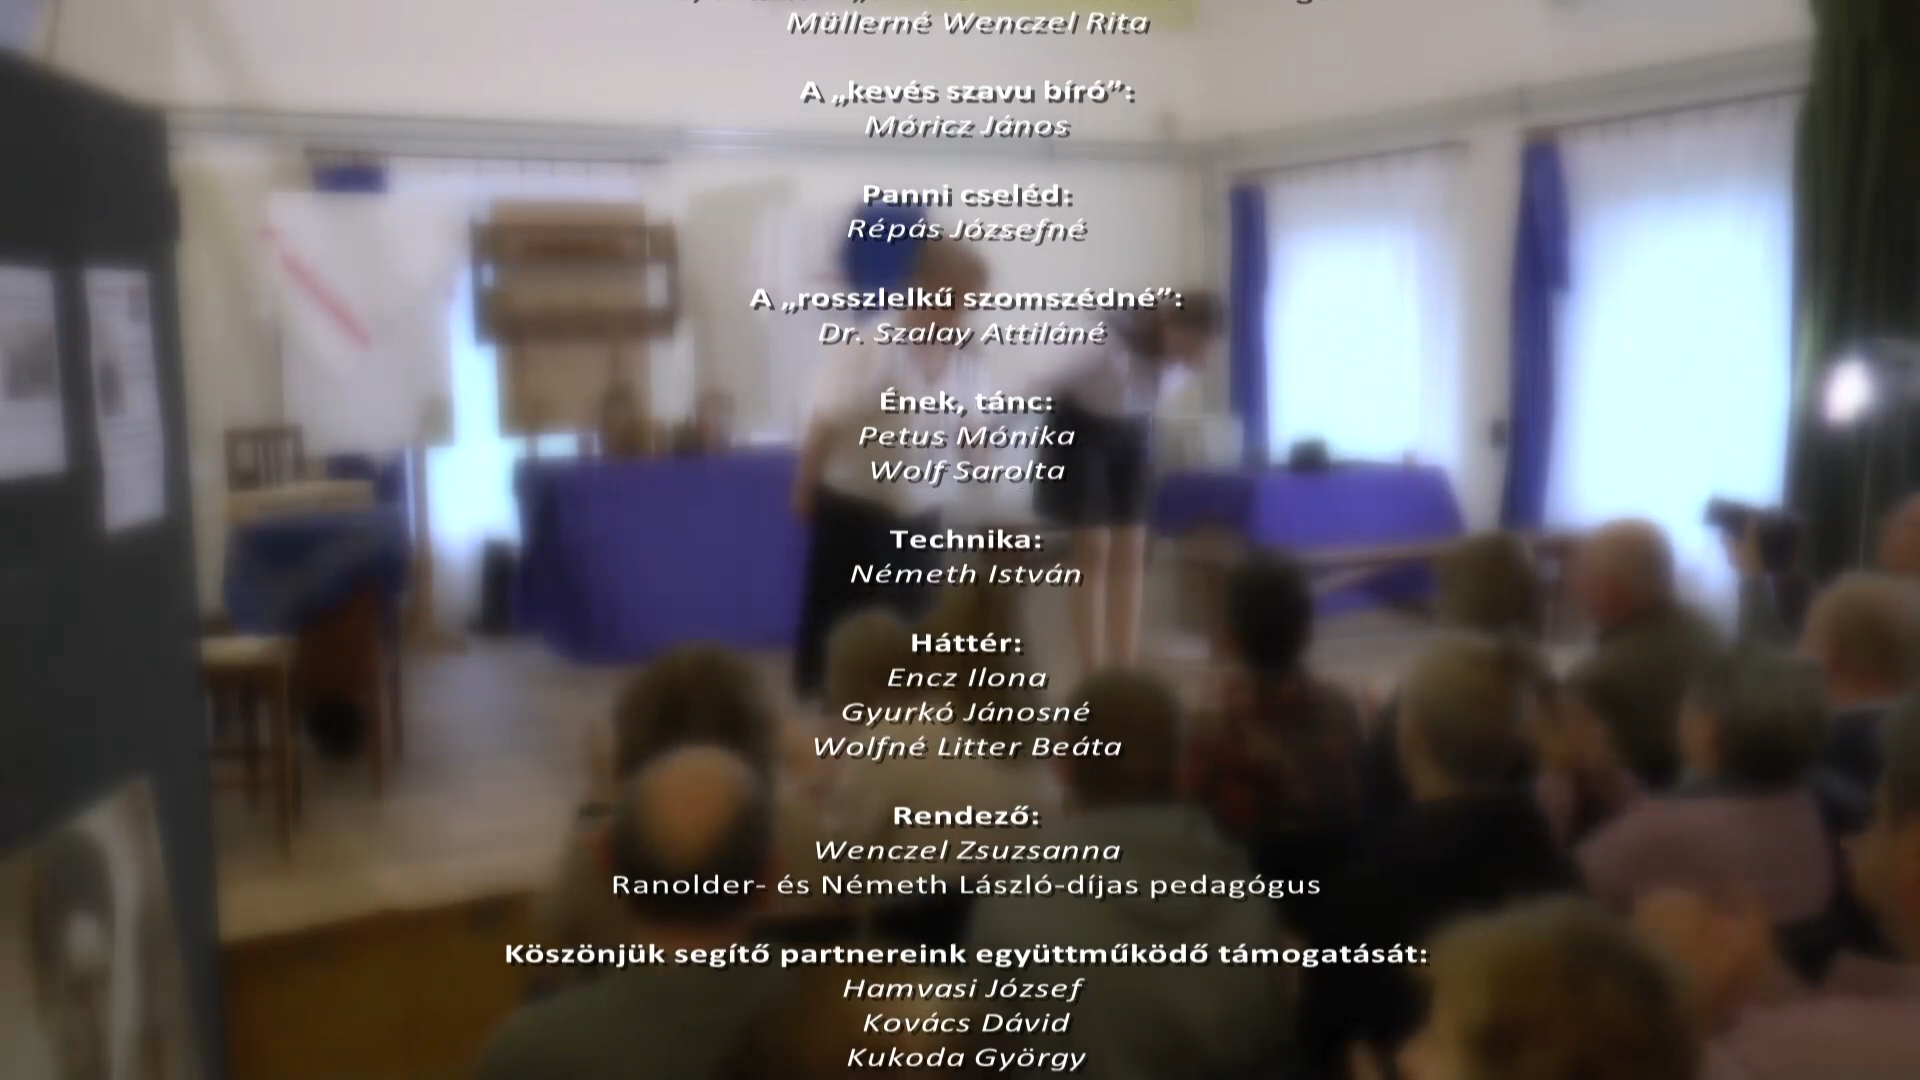 Müllerné Wenczel Rita
A „kevés szavu bíró”:
Móricz János
Panni cseléd:
Répás Józsefné
A „rosszlelkű szomszédné”:
Dr. Szalay Attiláné
Ének, tánc:
Petus Mónika
Wolf Sarolta
Technika:
Németh István
Háttér:
Encz Ilona
Gyurkó Jánosné
Wolfné Litter Beáta
Rendező:
Wenczel Zsuzsanna
Ranolder- és Németh László-díjas pedagógus
Köszönjük segítő partnereink együttműködő támogatását:
Hamvasi József
Kovács Dávid
Kukoda György